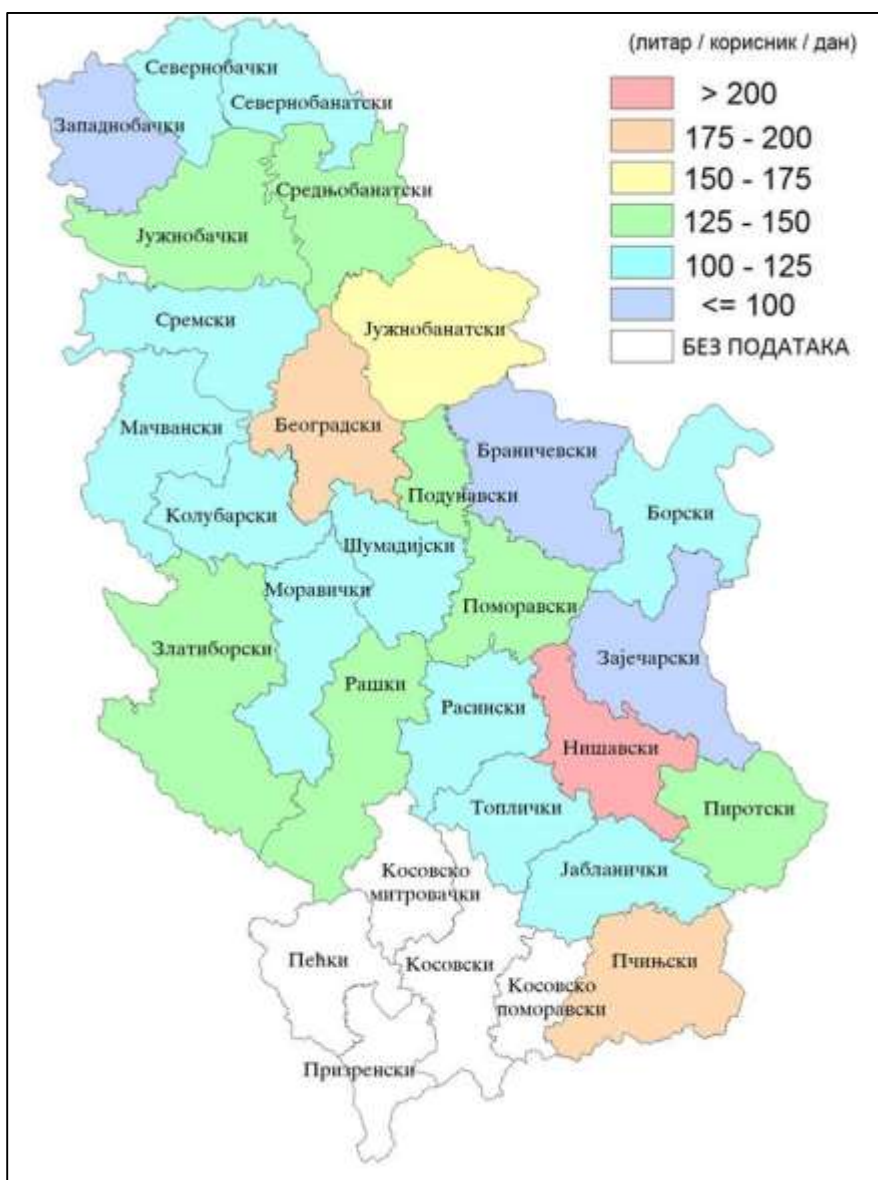 (литар / корисник / дан)
> 200
175 - 200
150 - 175
125 - 150
100 - 125
<= 100
БЕЗ ПОДАТАКА
Севернобачки
Севернобанатски
Западнобачки
Средњобанатски
Јужнобачки
Сремски
Јужнобанатски
Београдски
Мачвански
Браничевски
Подунавски
Борски
Колубарски
Шумадијски
Моравички
Поморавски
Златиборски
Зајечарски
Рашки
Расински
Нишавски
Топлички
Пиротски
Јабланички
Косовско
митровачки
Пећки
Косовски
Пчињски
Косовско
поморавски
Призренски